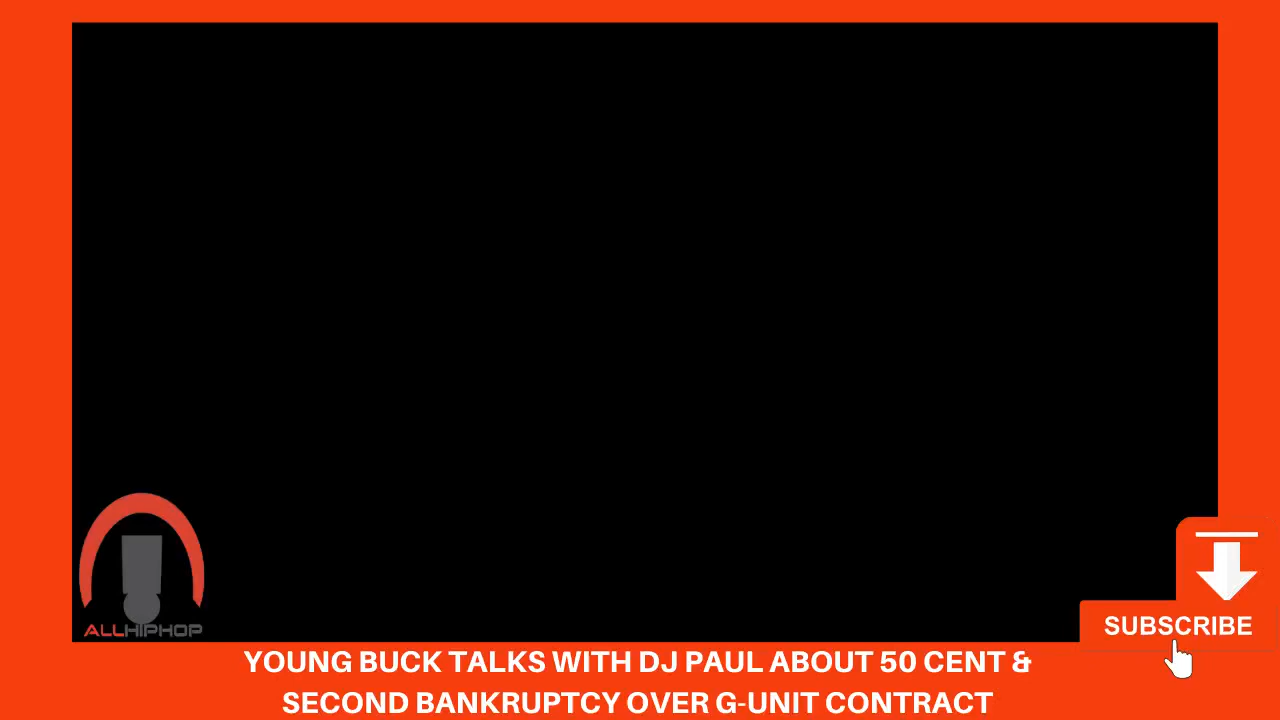 ALLHIPHOP
SUBSCRIBE
YOUNG BUCK TALKS WITH DJ PAUL ABOUT 50 CENT &
SECOND BANKRUPTCY OVER G-UNIT CONTRACT